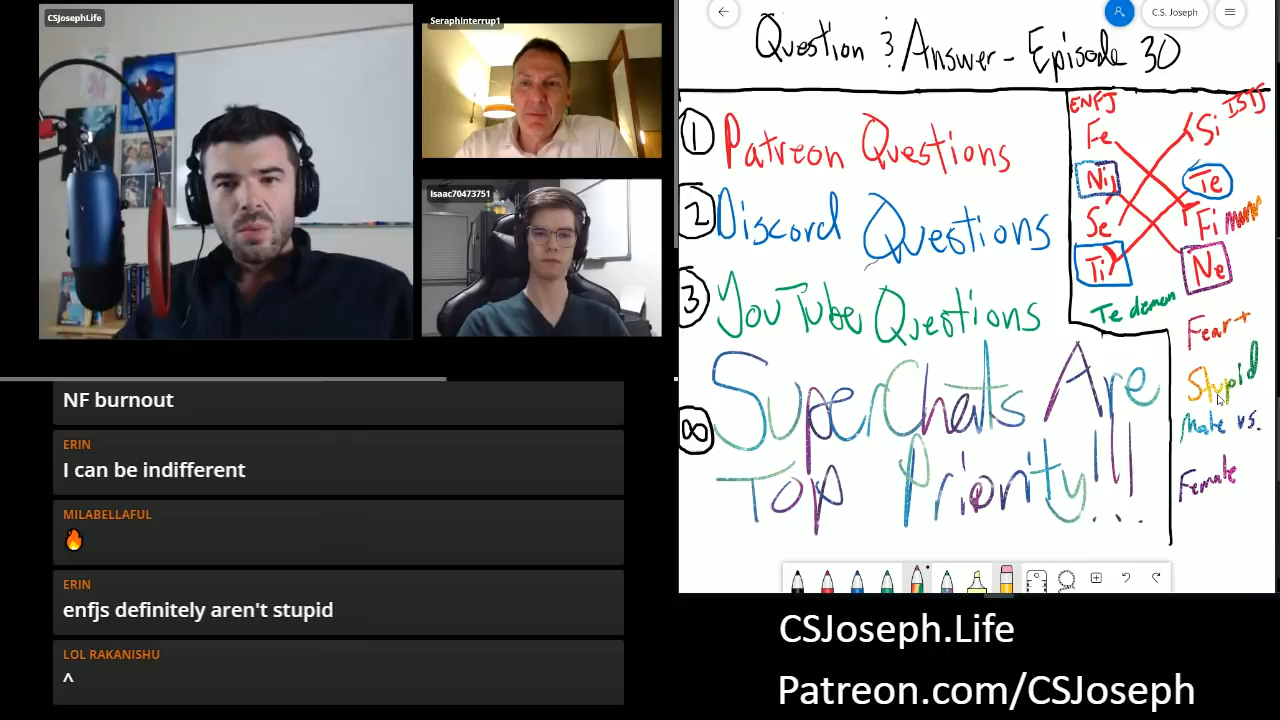 CSJosephLife
SeraphInterrup1
Isaac70473751
NF burnout
ERIN
I can be indifferent
MILABELLAFUL
ERIN
enfjs definitely aren't stupid
LOL RAKANISHU
^
C.S. Joseph
Question & Answer - Episode 30
1 Patreon Questions
2 Discord Questions
3 YouTube Questions
∞ SuperChats Are
Top Priority!!!...
ENFJ ISTJ
Fe Si
Ni Te
Se Fi
Ti Ne
Te demon
Fear +
Stupid
Male vs.
Female
CSJoseph.Life
Patreon.com/CSJoseph